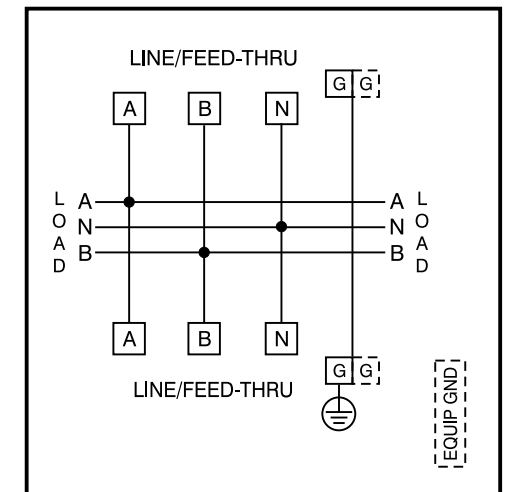 LINE/FEED-THRU
G G
A B N
L A A L
O N N O
A B B A
D D
A B N
G G
LINE/FEED-THRU
EQUIP GND